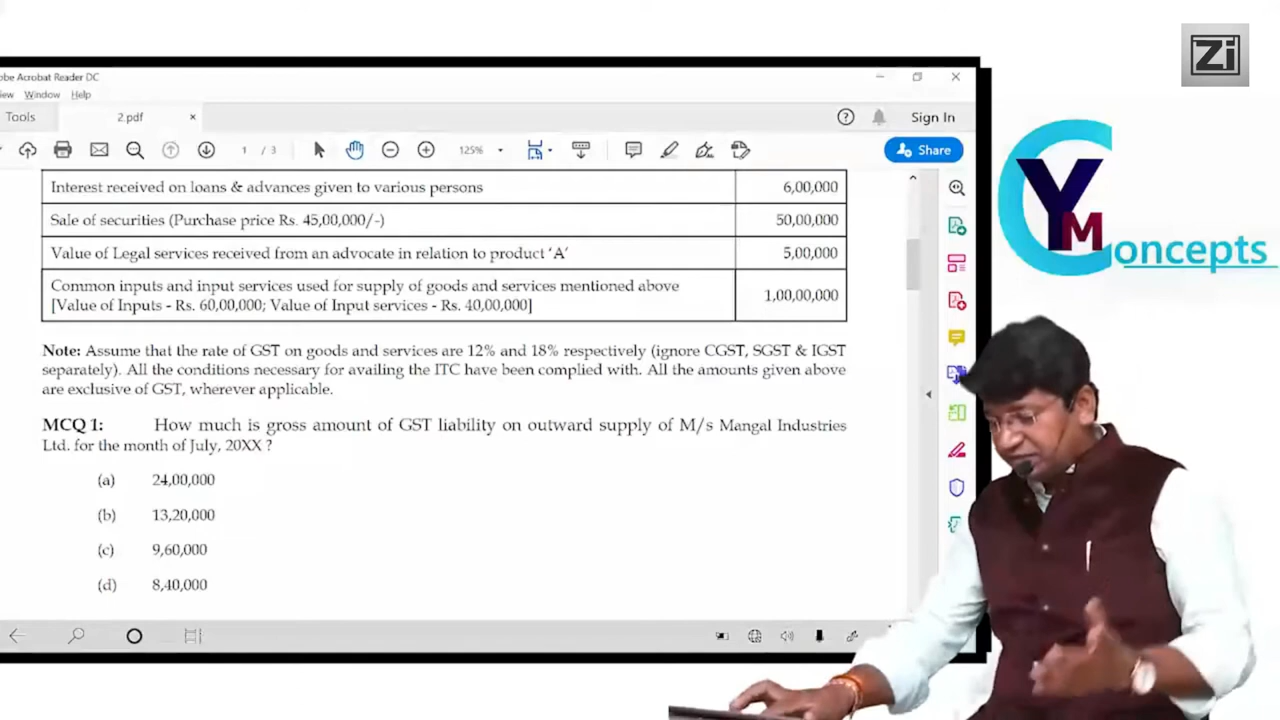 Zi
obe Acrobat Reader DC
iew Window Help
Tools 2.pdf × Sign In
1 / 3 125% Share
Interest received on loans & advances given to various persons 6,00,000
Sale of securities (Purchase price Rs. 45,00,000/-) 50,00,000
Value of Legal services received from an advocate in relation to product 'A' 5,00,000
Common inputs and input services used for supply of goods and services mentioned above
[Value of Inputs - Rs. 60,00,000; Value of Input services - Rs. 40,00,000] 1,00,00,000
Note: Assume that the rate of GST on goods and services are 12% and 18% respectively (ignore CGST, SGST & IGST
separately). All the conditions necessary for availing the ITC have been complied with. All the amounts given above
are exclusive of GST, wherever applicable.
MCQ 1: How much is gross amount of GST liability on outward supply of M/s Mangal Industries
Ltd. for the month of July, 20XX ?
(a) 24,00,000
(b) 13,20,000
(c) 9,60,000
(d) 8,40,000
CYM
oncepts